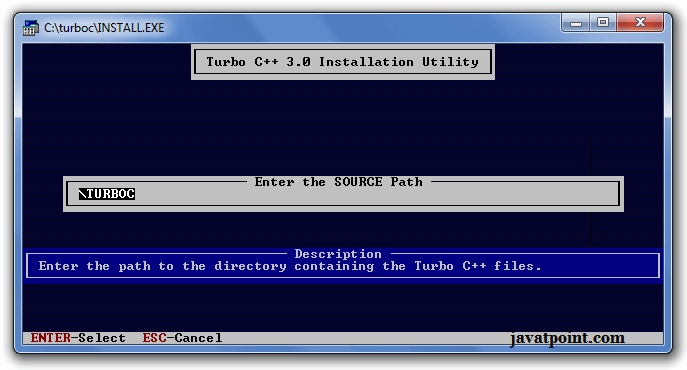 C:\turboc\INSTALL.EXE
Turbo C++ 3.0 Installation Utility
Enter the SOURCE Path
\TURBOC
Description
Enter the path to the directory containing the Turbo C++ files.
ENTER-Select ESC-Cancel
javatpoint.com